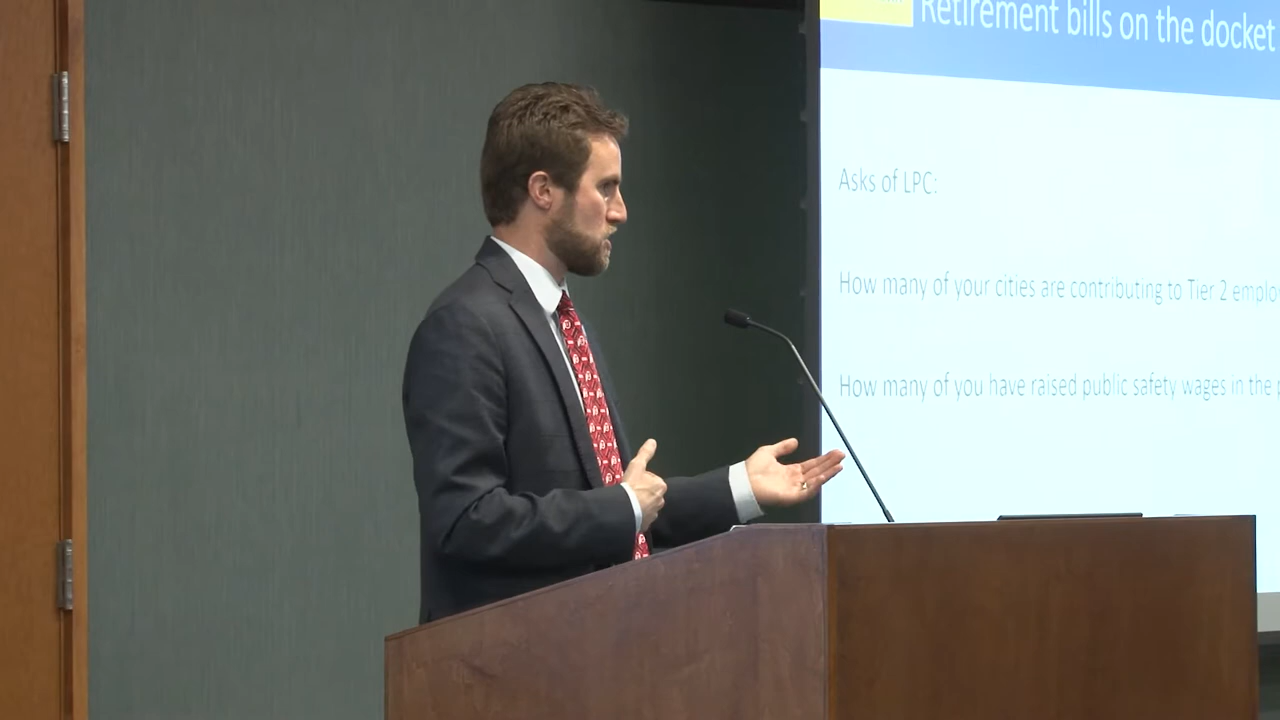 Retirement bills on the docket
Asks of LPC:
How many of your cities are contributing to Tier 2
How many of you have raised public safety wages in the